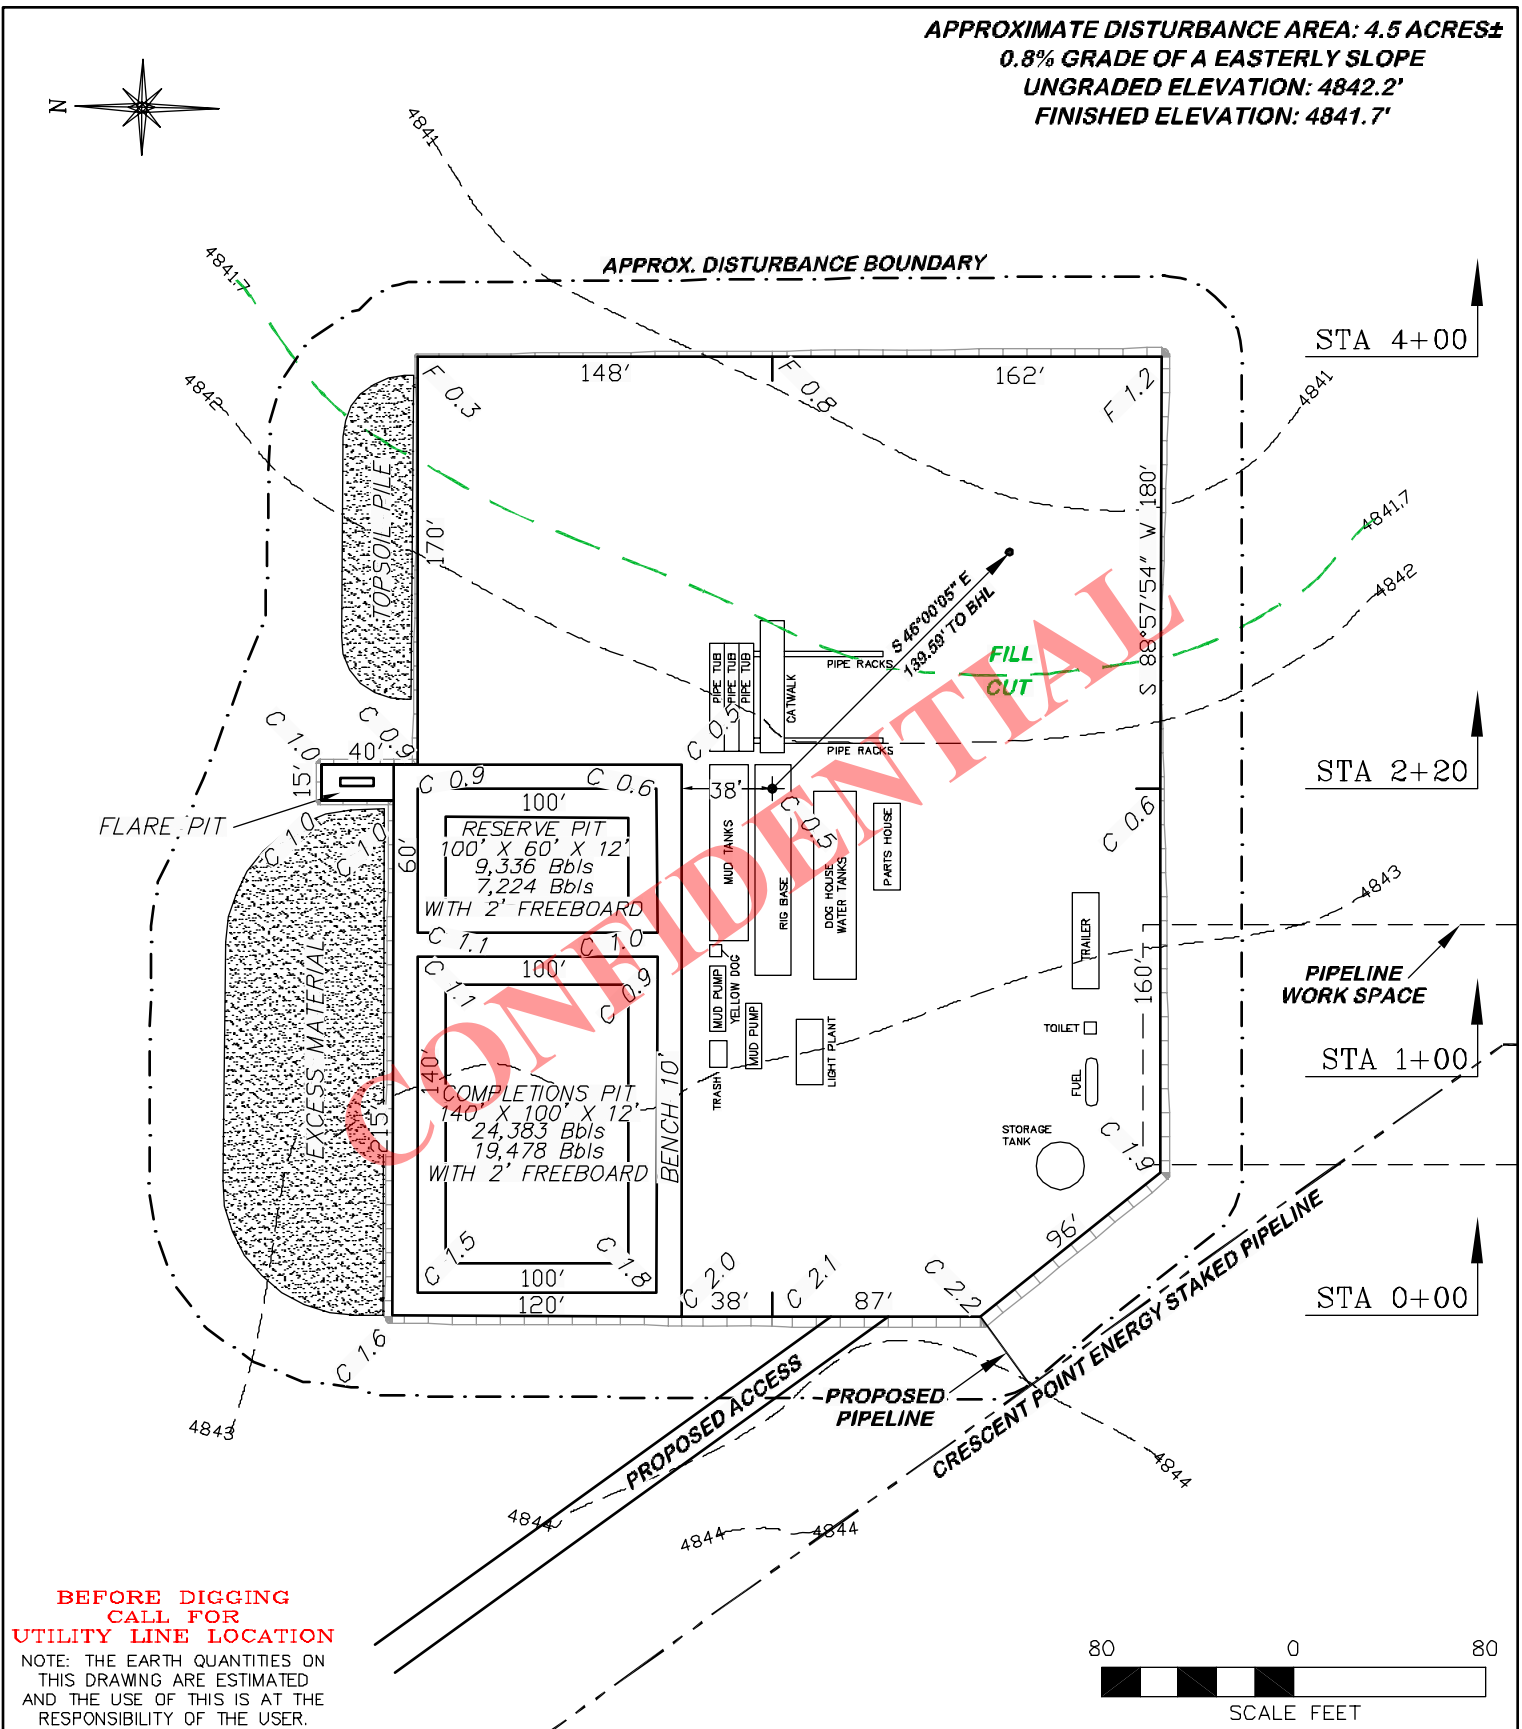 APPROXIMATE DISTURBANCE AREA: 4.5 ACRES±
0.8% GRADE OF A EASTERLY SLOPE
UNGRADED ELEVATION: 4842.2'
FINISHED ELEVATION: 4841.7'
N
4841
4841.7
APPROX. DISTURBANCE BOUNDARY
STA 4+00
4842
148'
162'
F 0.3
F 0.8
F 1.2
4841
TOPSOIL PILE
170'
S 88°57'54" W 180'
4841.7
4842
S 46°00'05" E
139.59' TO BHL
FILL
CUT
PIPE TUB
PIPE TUB
PIPE TUB
CATWALK
PIPE RACKS
PIPE RACKS
C 1.0
C 0.9
C 0.5
40'
15'
STA 2+20
FLARE PIT
C 0.9
C 0.6
38'
C 0.5
C 0.6
100'
RESERVE PIT
100' X 60' X 12'
9,336 Bbls
7,224 Bbls
WITH 2' FREEBOARD
60'
C 1.0
C 1.0
MUD TANKS
RIG BASE
DOG HOUSE
WATER TANKS
PARTS HOUSE
4843
C 1.1
C 1.0
TRAILER
100'
C 1.1
C 0.9
MUD PUMP
YELLOW DOG
MUD PUMP
160'
PIPELINE
WORK SPACE
EXCESS MATERIAL
TOILET
LIGHT PLANT
STA 1+00
140'
TRASH
FUEL
COMPLETIONS PIT
140' X 100' X 12'
24,383 Bbls
19,478 Bbls
WITH 2' FREEBOARD
215'
BENCH 10'
STORAGE
TANK
C 1.9
CONFIDENTIAL
C 1.5
C 1.8
C 2.0
C 2.1
C 2.2
96'
100'
120'
38'
87'
STA 0+00
C 1.6
CRESCENT POINT ENERGY STAKED PIPELINE
PROPOSED ACCESS
PROPOSED
PIPELINE
4843
4844
4844
4844
4844
BEFORE DIGGING
CALL FOR
UTILITY LINE LOCATION
NOTE: THE EARTH QUANTITIES ON
THIS DRAWING ARE ESTIMATED
AND THE USE OF THIS IS AT THE
RESPONSIBILITY OF THE USER.
80 0 80
SCALE FEET